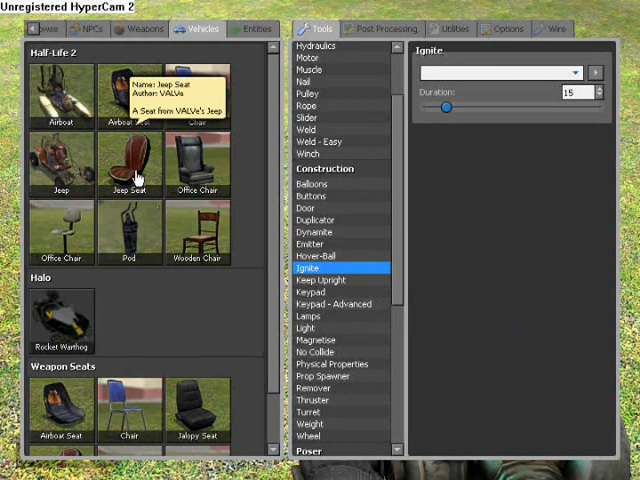 Unregistered HyperCam 2
owse
NPCs
Weapons
Vehicles
Entities
Half-Life 2
Airboat
Airboat Seat
Chair
Name: Jeep Seat
Author: VALVe
A Seat from VALVe's Jeep
Jeep
Jeep Seat
Office Chair
Office Chair
Pod
Wooden Chair
Halo
Rocket Warthog
Weapon Seats
Airboat Seat
Chair
Jalopy Seat
Tools
Post Processing
Utilities
Options
Wire
Hydraulics
Motor
Muscle
Nail
Pulley
Rope
Slider
Weld
Weld - Easy
Winch
Construction
Balloons
Buttons
Door
Duplicator
Dynamite
Emitter
Hover-Ball
Ignite
Keep Upright
Keypad
Keypad - Advanced
Lamps
Light
Magnetise
No Collide
Physical Properties
Prop Spawner
Remover
Thruster
Turret
Weight
Wheel
Poser
Ignite
Duration:
15